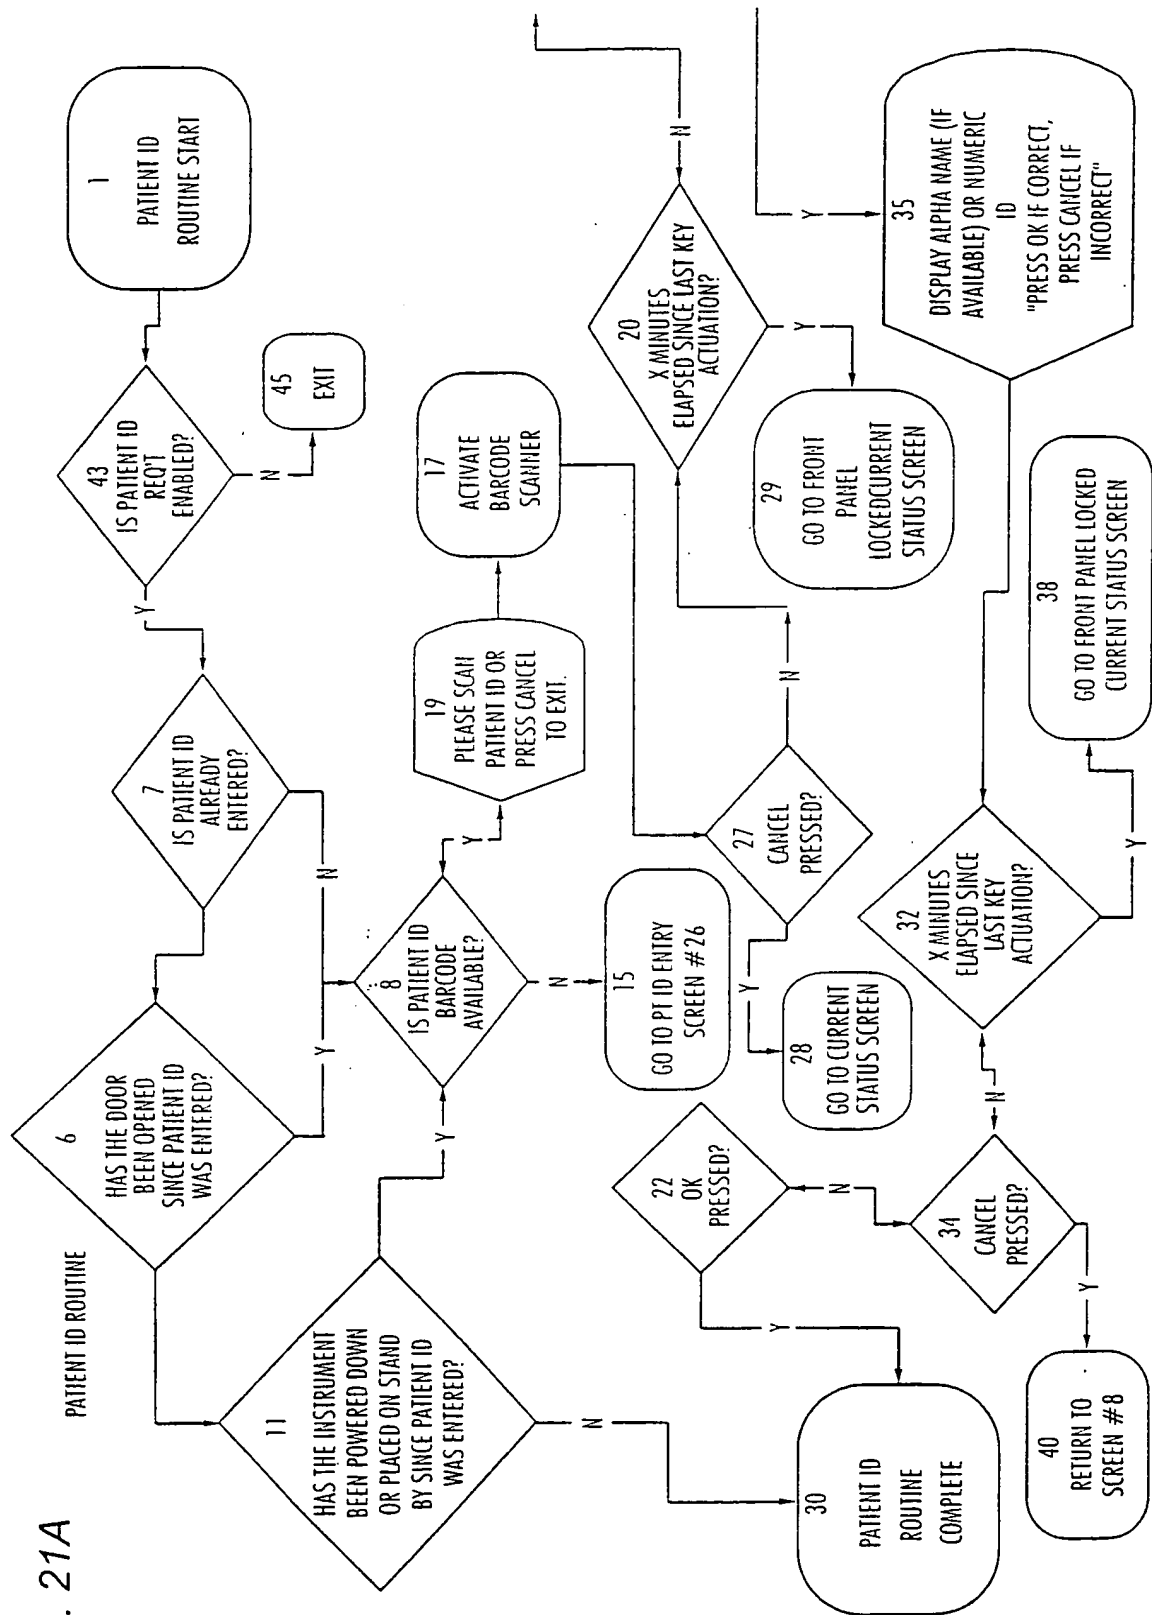 . 21A
PATIENT ID ROUTINE
1
PATIENT ID
ROUTINE START
43
IS PATIENT ID
REQ'T
ENABLED?
N
45
EXIT
Y
7
IS PATIENT ID
ALREADY
ENTERED?
N
6
HAS THE DOOR
BEEN OPENED
SINCE PATIENT ID
WAS ENTERED?
Y
11
HAS THE INSTRUMENT
BEEN POWERED DOWN
OR PLACED ON STAND
BY SINCE PATIENT ID
WAS ENTERED?
Y
N
8
IS PATIENT ID
BARCODE
AVAILABLE?
Y
N
19
PLEASE SCAN
PATIENT ID OR
PRESS CANCEL
TO EXIT.
17
ACTIVATE
BARCODE
SCANNER
15
GO TO PT ID ENTRY
SCREEN #26
27
CANCEL
PRESSED?
Y
N
28
GO TO CURRENT
STATUS SCREEN
20
X MINUTES
ELAPSED SINCE LAST KEY
ACTUATION?
N
Y
29
GO TO FRONT
PANEL
LOCKEDCURRENT
STATUS SCREEN
Y
35
DISPLAY ALPHA NAME (IF
AVAILABLE) OR NUMERIC
ID
"PRESS OK IF CORRECT,
PRESS CANCEL IF
INCORRECT"
32
X MINUTES
ELAPSED SINCE
LAST KEY
ACTUATION?
Y
38
GO TO FRONT PANEL LOCKED
CURRENT STATUS SCREEN
N
34
CANCEL
PRESSED?
Y
N
22
OK
PRESSED?
Y
30
PATIENT ID
ROUTINE
COMPLETE
40
RETURN TO
SCREEN #8